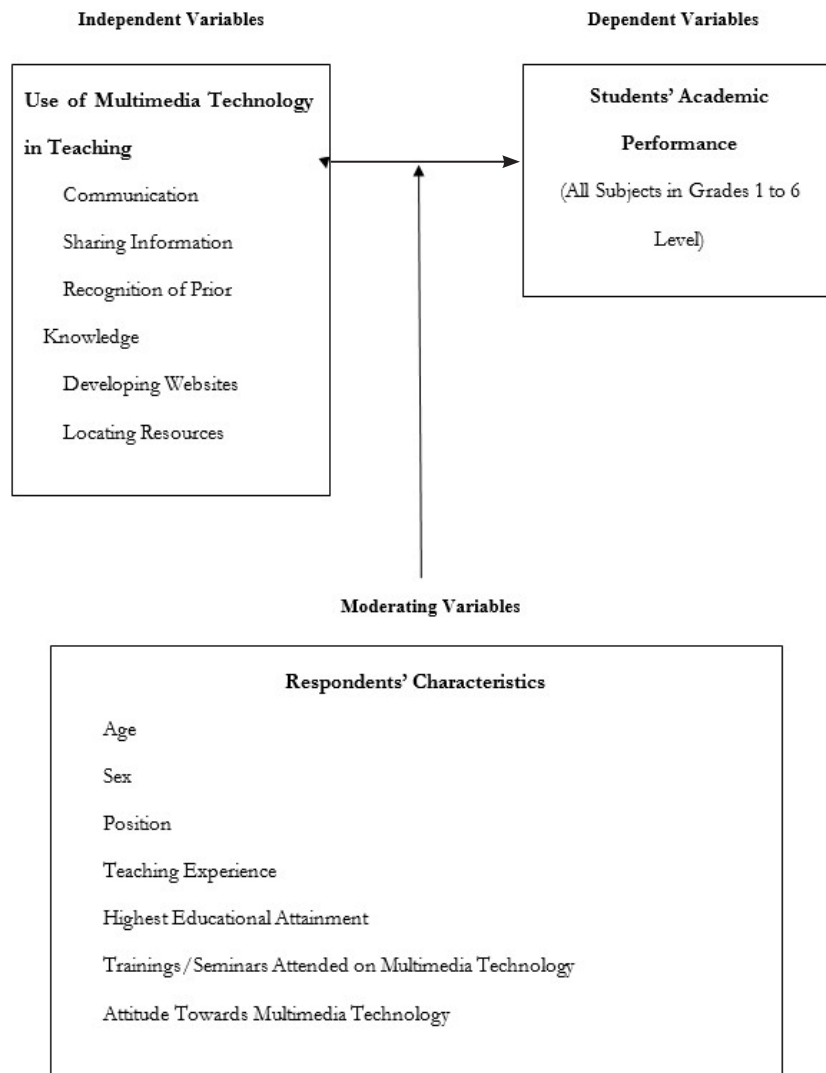 Independent Variables
Dependent Variables
Use of Multimedia Technology
in Teaching
Communication
Sharing Information
Recognition of Prior
Knowledge
Developing Websites
Locating Resources
Students’ Academic
Performance
(All Subjects in Grades 1 to 6
Level)
Moderating Variables
Respondents’ Characteristics
Age
Sex
Position
Teaching Experience
Highest Educational Attainment
Trainings/Seminars Attended on Multimedia Technology
Attitude Towards Multimedia Technology